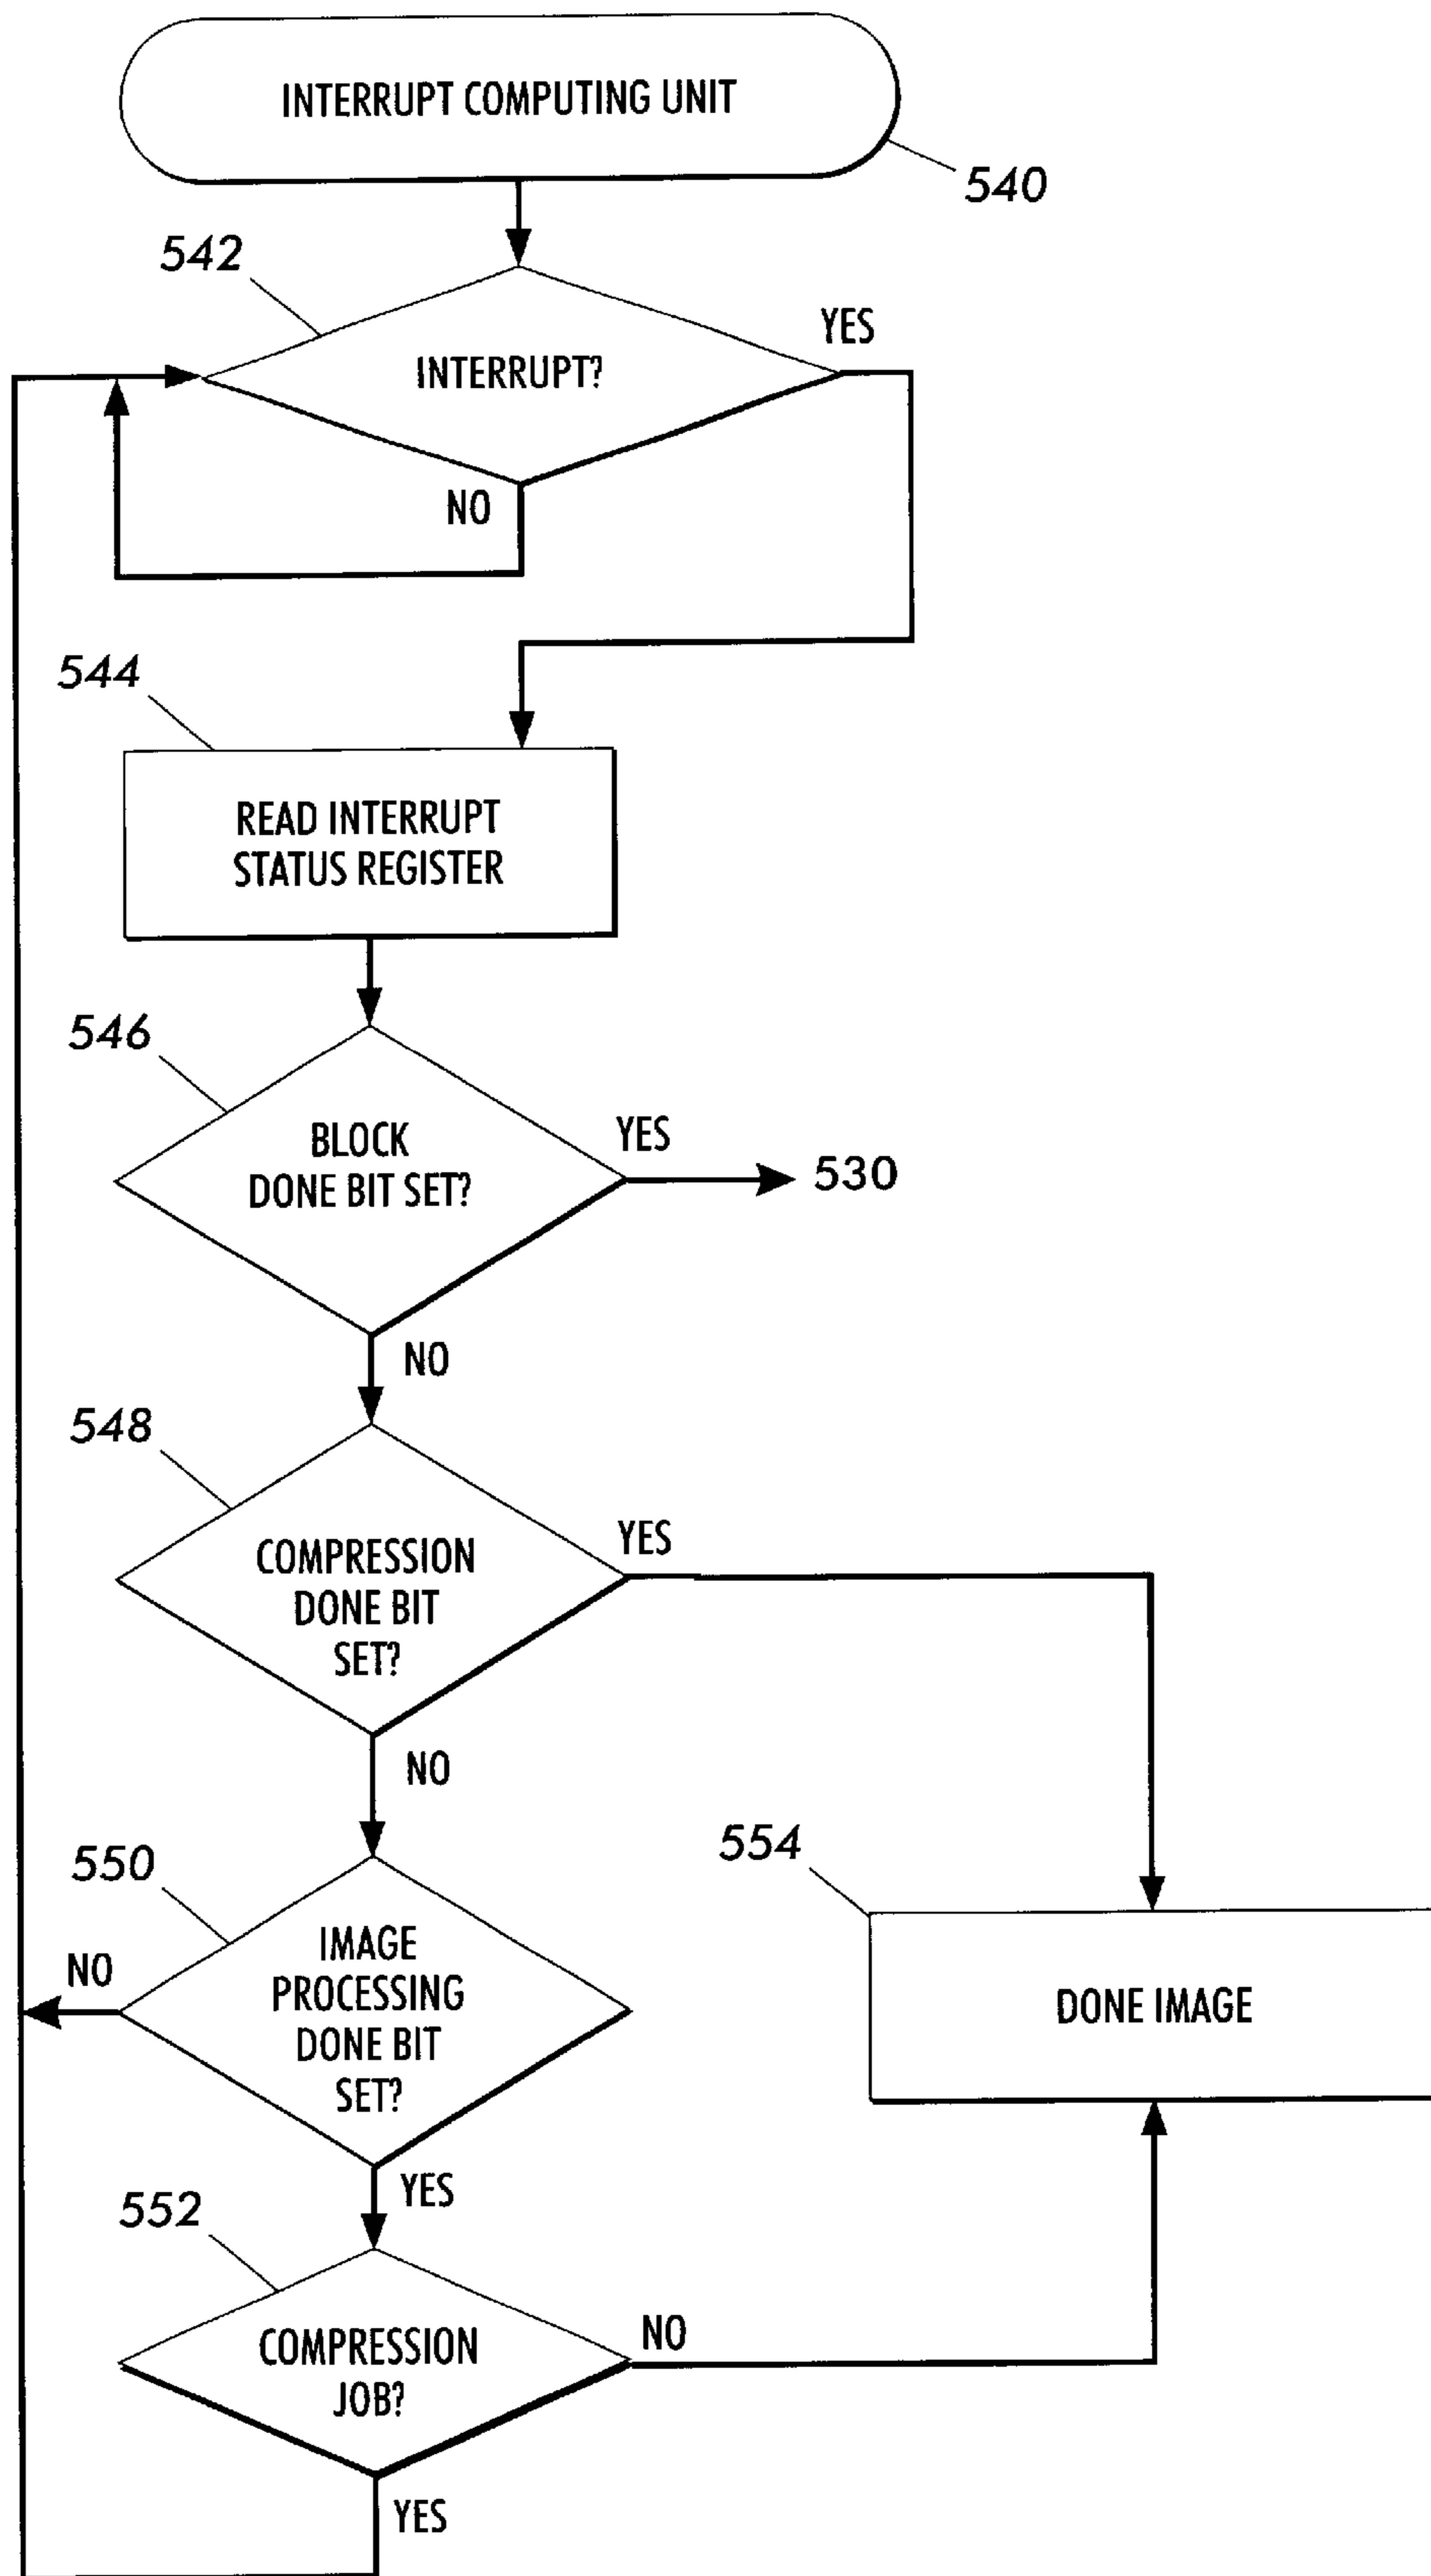 INTERRUPT COMPUTING UNIT
540
542
YES
INTERRUPT?
NO
544
READ INTERRUPT
STATUS REGISTER
546
BLOCK
DONE BIT SET?
YES
530
NO
548
COMPRESSION
DONE BIT
SET?
YES
NO
550
554
IMAGE
PROCESSING
DONE BIT
SET?
NO
DONE IMAGE
YES
552
COMPRESSION
JOB?
NO
YES